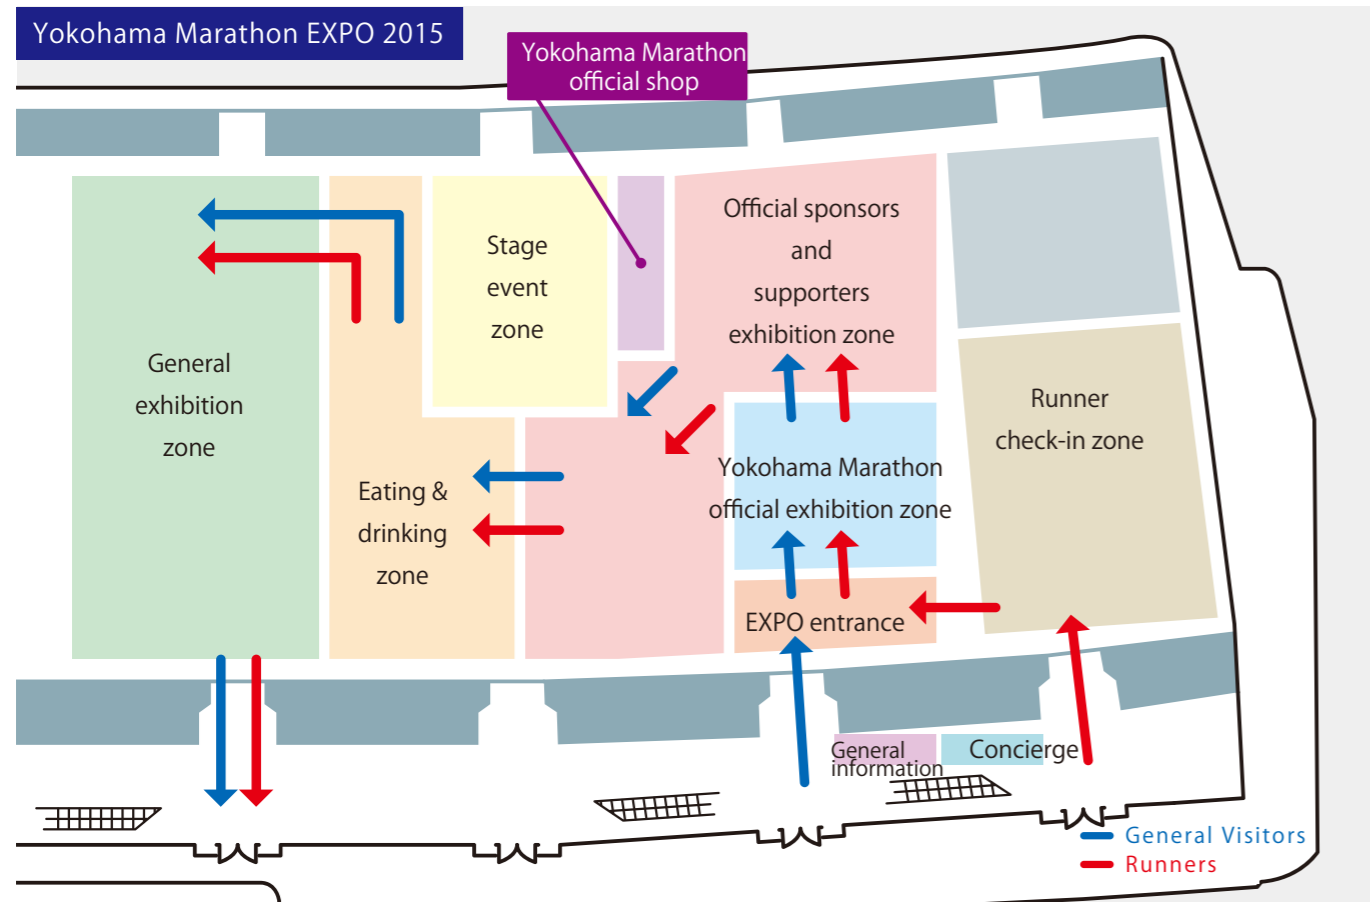 Yokohama Marathon EXPO 2015
Yokohama Marathon
official shop
Official sponsors
and
supporters
exhibition zone
Stage
event
zone
General
exhibition
zone
Runner
check-in zone
Yokohama Marathon
official exhibition zone
Eating &
drinking
zone
EXPO entrance
General
information
Concierge
General Visitors
Runners